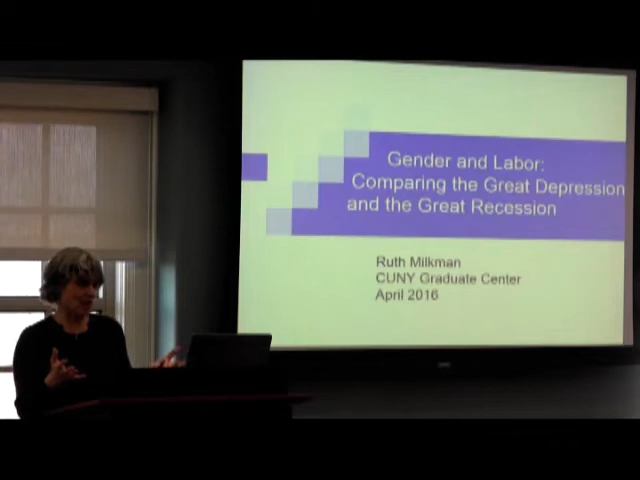 Gender and Labor:
Comparing the Great Depression
and the Great Recession
Ruth Milkman
CUNY Graduate Center
April 2016